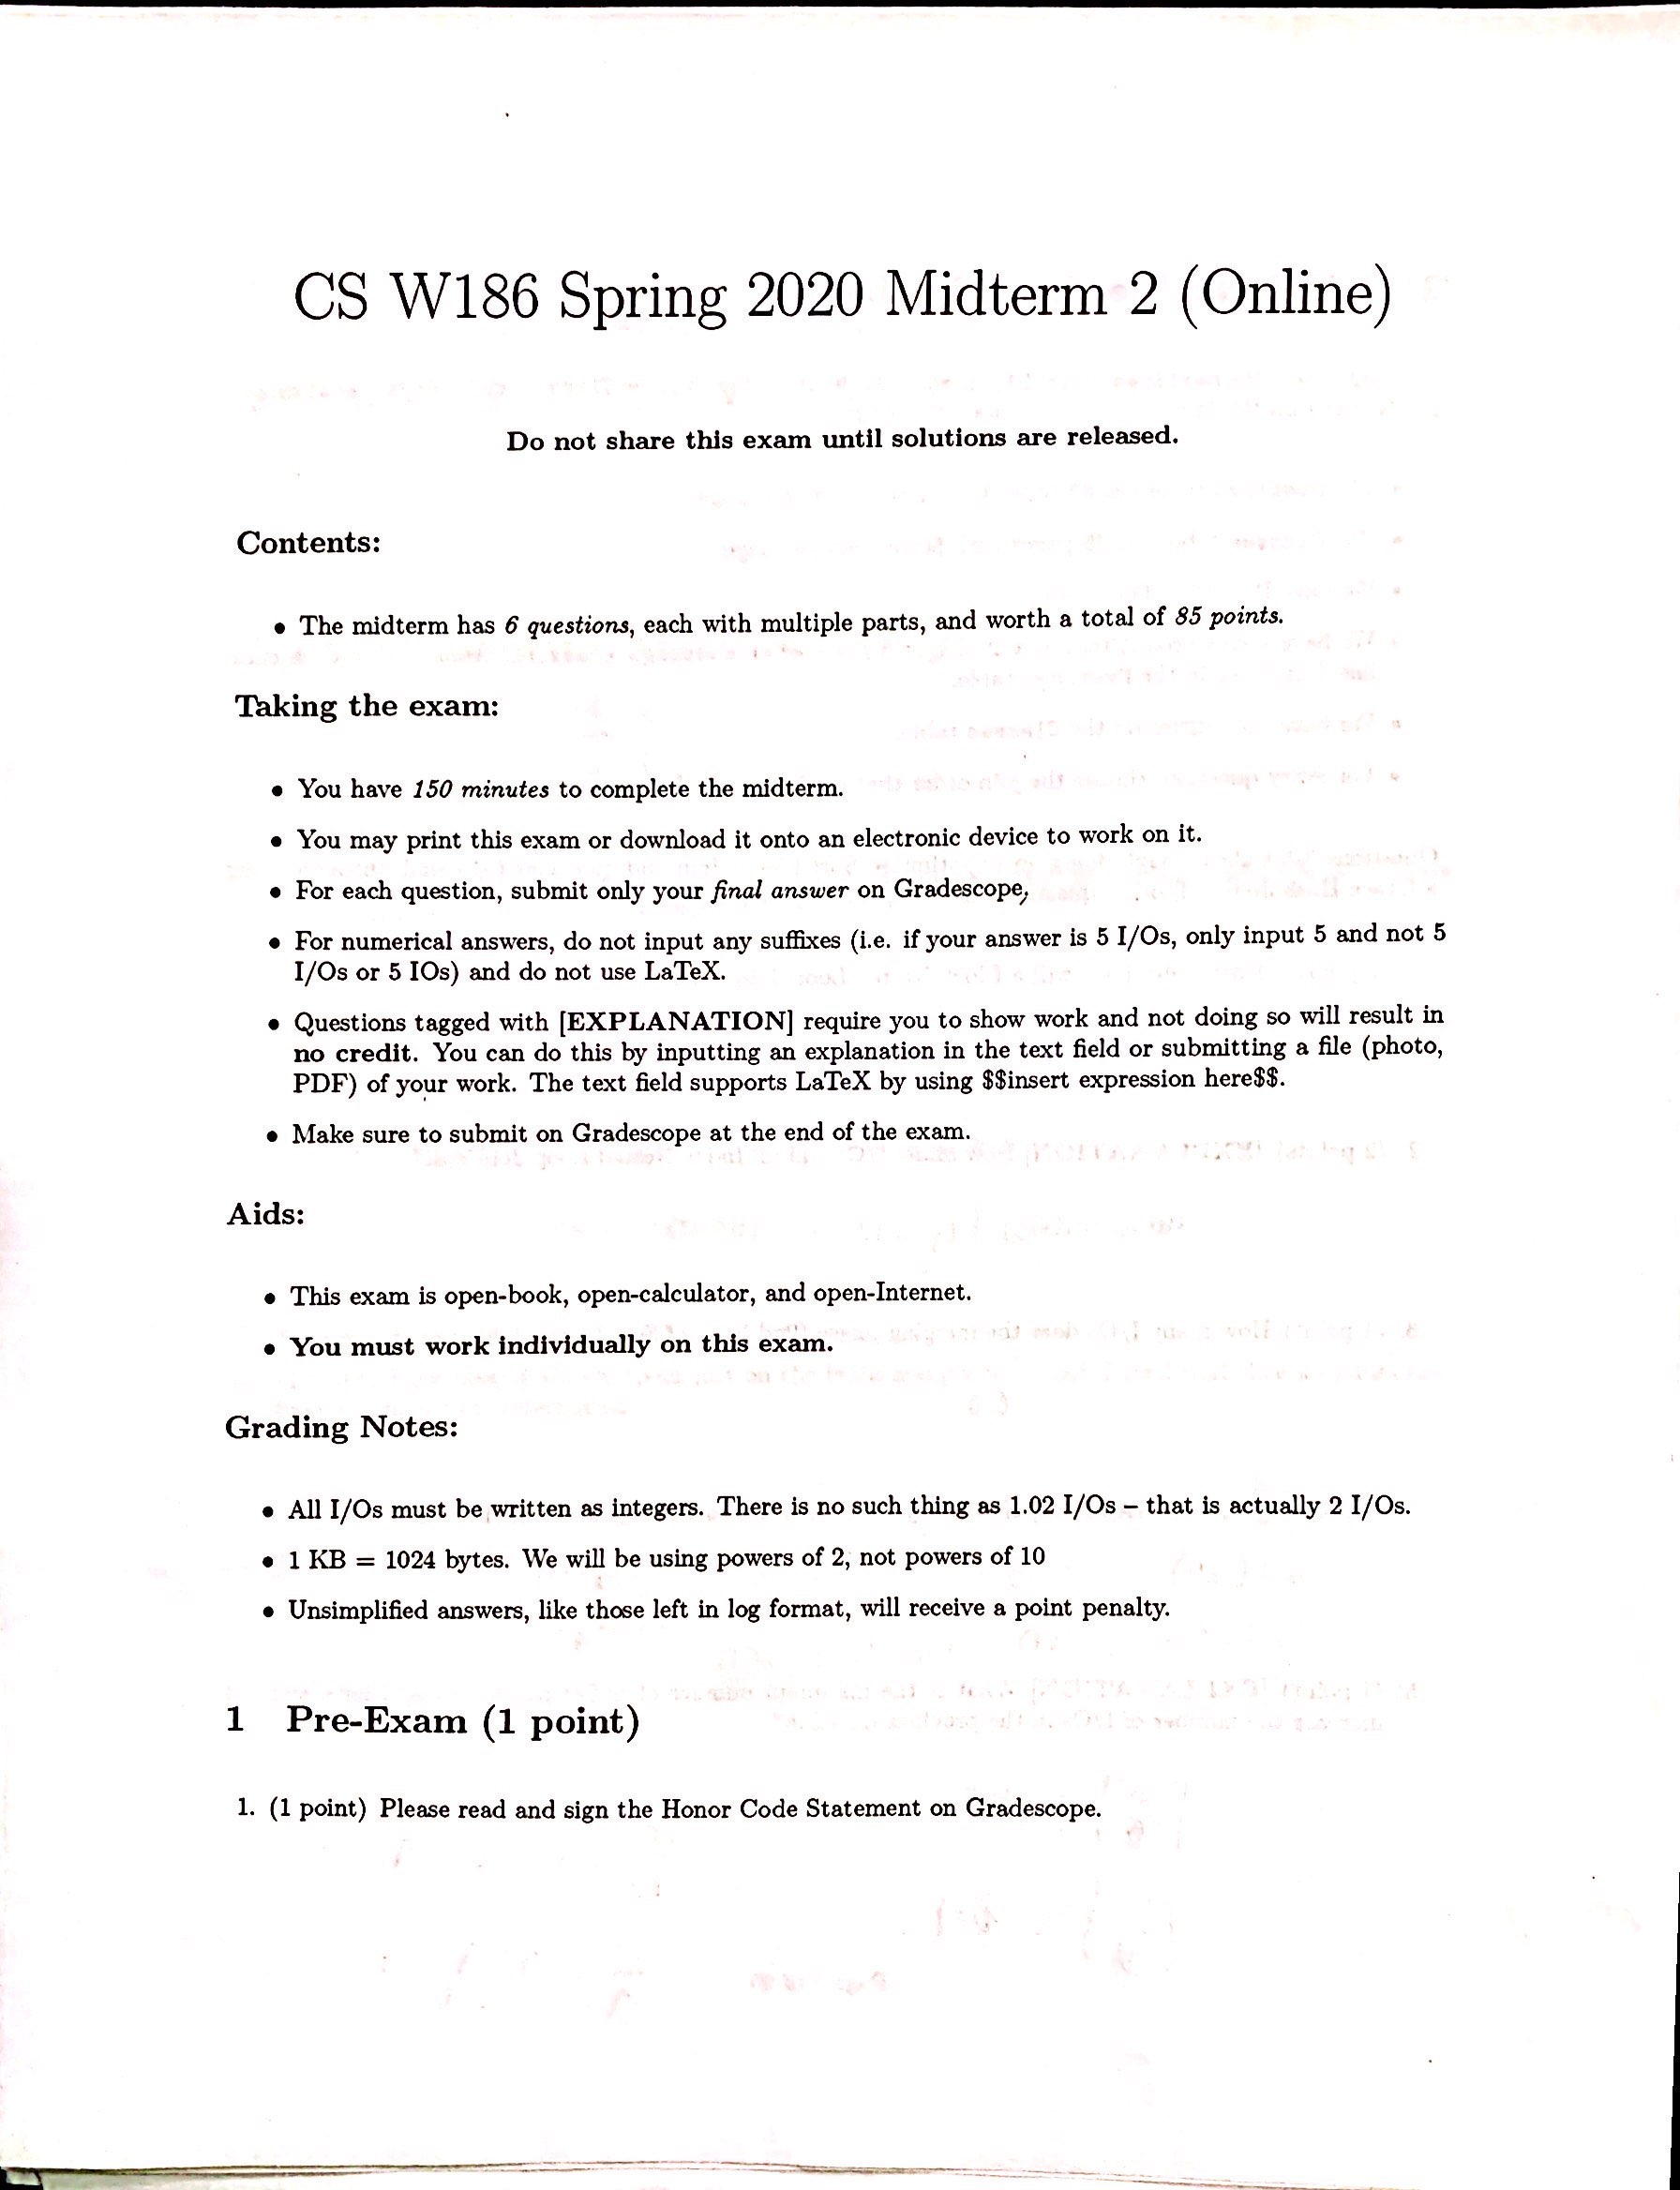 CS W186 Spring 2020 Midterm 2 (Online)
Do not share this exam until solutions are released.
Contents:
• The midterm has 6 questions, each with multiple parts, and worth a total of 85 points.
Taking the exam:
• You have 150 minutes to complete the midterm.
• You may print this exam or download it onto an electronic device to work on it.
• For each question, submit only your final answer on Gradescope,
• For numerical answers, do not input any suffixes (i.e. if your answer is 5 I/Os, only input 5 and not 5
I/Os or 5 IOs) and do not use LaTeX.
• Questions tagged with [EXPLANATION] require you to show work and not doing so will result in
no credit. You can do this by inputting an explanation in the text field or submitting a file (photo,
PDF) of your work. The text field supports LaTeX by using $$insert expression here$$.
• Make sure to submit on Gradescope at the end of the exam.
Aids:
• This exam is open-book, open-calculator, and open-Internet.
• You must work individually on this exam.
Grading Notes:
• All I/Os must be written as integers. There is no such thing as 1.02 I/Os – that is actually 2 I/Os.
• 1 KB = 1024 bytes. We will be using powers of 2, not powers of 10
• Unsimplified answers, like those left in log format, will receive a point penalty.
1 Pre-Exam (1 point)
1. (1 point) Please read and sign the Honor Code Statement on Gradescope.